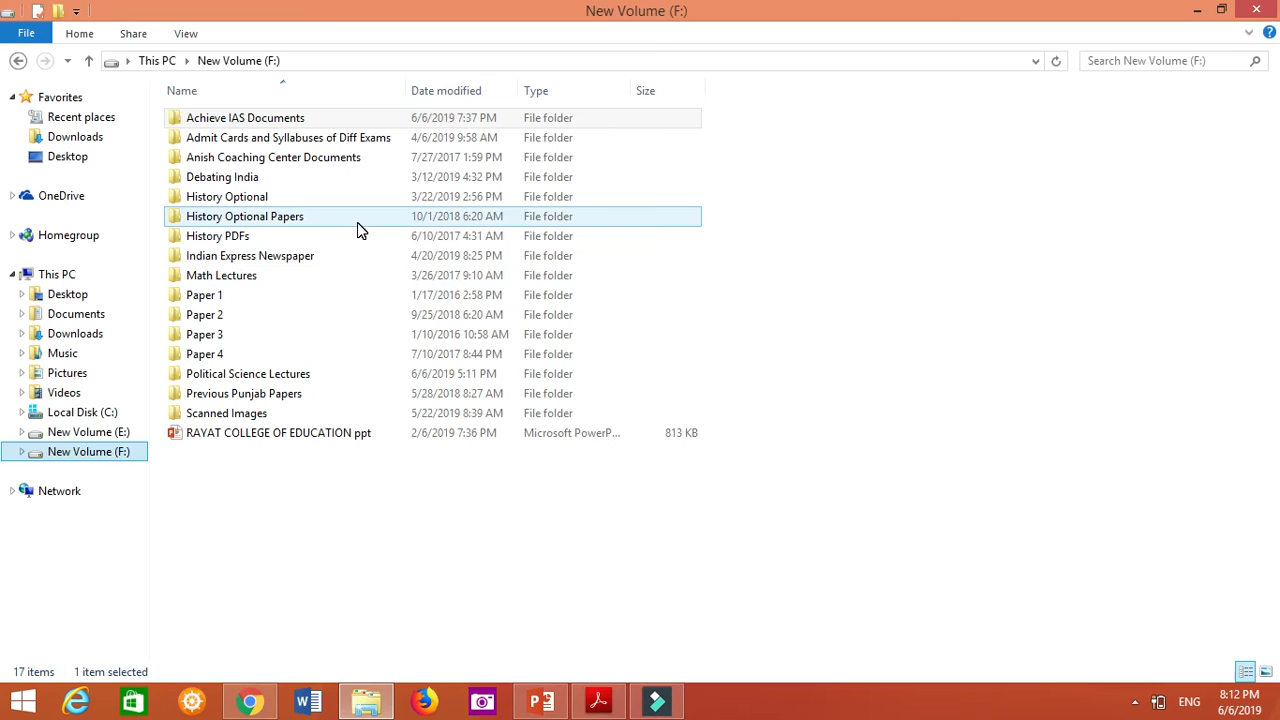 New Volume (F:)
File Home Share View
This PC New Volume (F:) Search New Volume (F:)
Name Date modified Type Size
Favorites
Recent places
Downloads
Desktop
OneDrive
Homegroup
This PC
Desktop
Documents
Downloads
Music
Pictures
Videos
Local Disk (C:)
New Volume (E:)
New Volume (F:)
Network
Achieve IAS Documents 6/6/2019 7:37 PM File folder
Admit Cards and Syllabuses of Diff Exams 4/6/2019 9:58 AM File folder
Anish Coaching Center Documents 7/27/2017 1:59 PM File folder
Debating India 3/12/2019 4:32 PM File folder
History Optional 3/22/2019 2:56 PM File folder
History Optional Papers 10/1/2018 6:20 AM File folder
History PDFs 6/10/2017 4:31 AM File folder
Indian Express Newspaper 4/20/2019 8:25 PM File folder
Math Lectures 3/26/2017 9:10 AM File folder
Paper 1 1/17/2016 2:58 PM File folder
Paper 2 9/25/2018 6:20 AM File folder
Paper 3 1/10/2016 10:58 AM File folder
Paper 4 7/10/2017 8:44 PM File folder
Political Science Lectures 6/6/2019 5:11 PM File folder
Previous Punjab Papers 5/28/2018 8:27 AM File folder
Scanned Images 5/22/2019 8:39 AM File folder
RAYAT COLLEGE OF EDUCATION ppt 2/6/2019 7:36 PM Microsoft PowerP... 813 KB
17 items 1 item selected
ENG 8:12 PM
6/6/2019